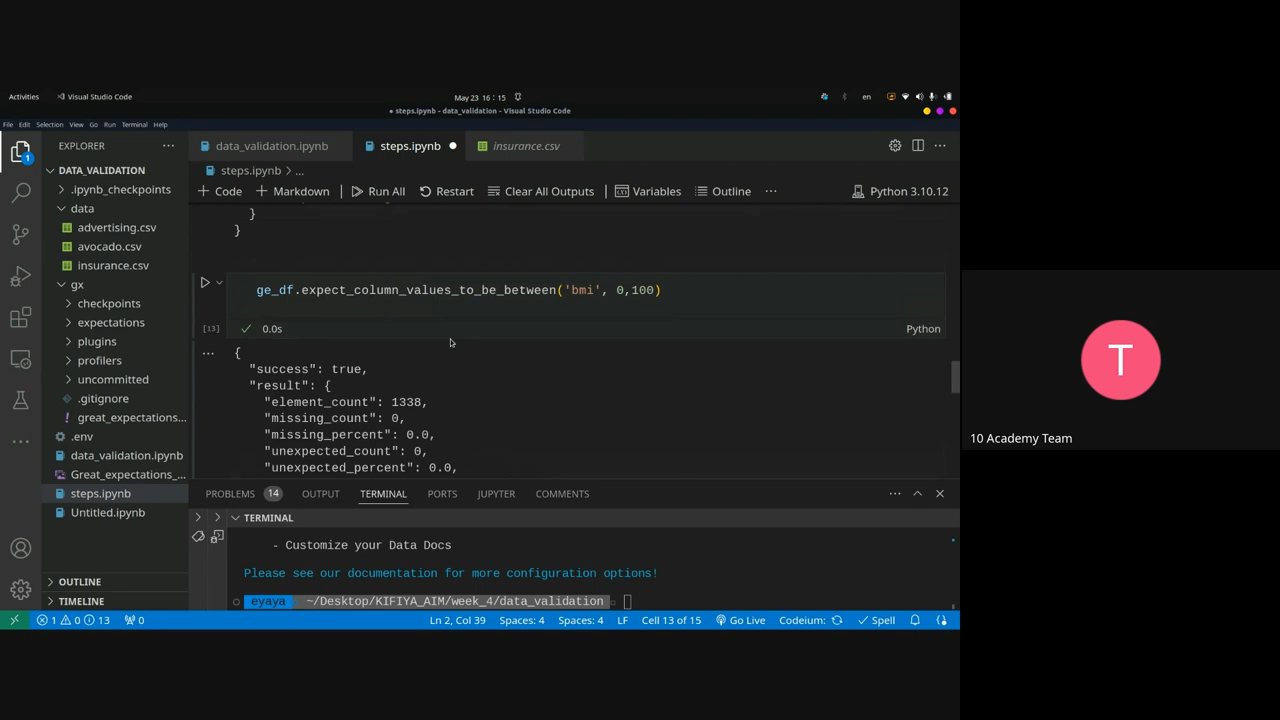 Activities
Visual Studio Code
May 23 16:15
en
● steps.ipynb - data_validation - Visual Studio Code
File Edit Selection View Go Run Terminal Help
EXPLORER
···
data_validation.ipynb
steps.ipynb ●
insurance.csv
···
DATA_VALIDATION
steps.ipynb > ...
.ipynb_checkpoints
+ Code + Markdown Run All Restart Clear All Outputs Variables Outline ··· Python 3.10.12
data
advertising.csv
avocado.csv
insurance.csv
gx
checkpoints
expectations
plugins
profilers
uncommitted
.gitignore
great_expectations...
.env
data_validation.ipynb
Great_expectations_...
steps.ipynb
Untitled.ipynb
OUTLINE
TIMELINE
1
}
}
ge_df.expect_column_values_to_be_between('bmi', 0,100)
[13]
0.0s
Python
···
{
"success": true,
"result": {
"element_count": 1338,
"missing_count": 0,
"missing_percent": 0.0,
"unexpected_count": 0,
"unexpected_percent": 0.0,
PROBLEMS 14 OUTPUT TERMINAL PORTS JUPYTER COMMENTS
TERMINAL
- Customize your Data Docs
Please see our documentation for more configuration options!
eyaya ~/Desktop/KIFIYA_AIM/week_4/data_validation
1 0 13 0
Ln 2, Col 39 Spaces: 4 Spaces: 4 LF Cell 13 of 15 Go Live Codeium: Spell
T
10 Academy Team